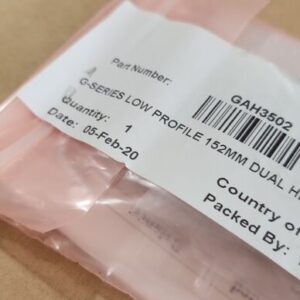 Part Number:
GAH3502
G-SERIES LOW PROFILE 152MM DUAL
Quantity: 1
Date: 05-Feb-20
Country of
Packed By: